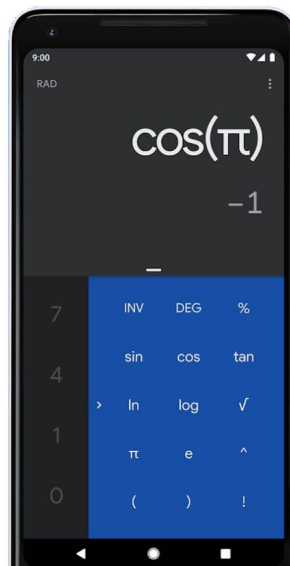 9:00
RAD
cos(π)
−1
7 INV DEG %
4 sin cos tan
1 ln log √
0 π e ^
( ) !